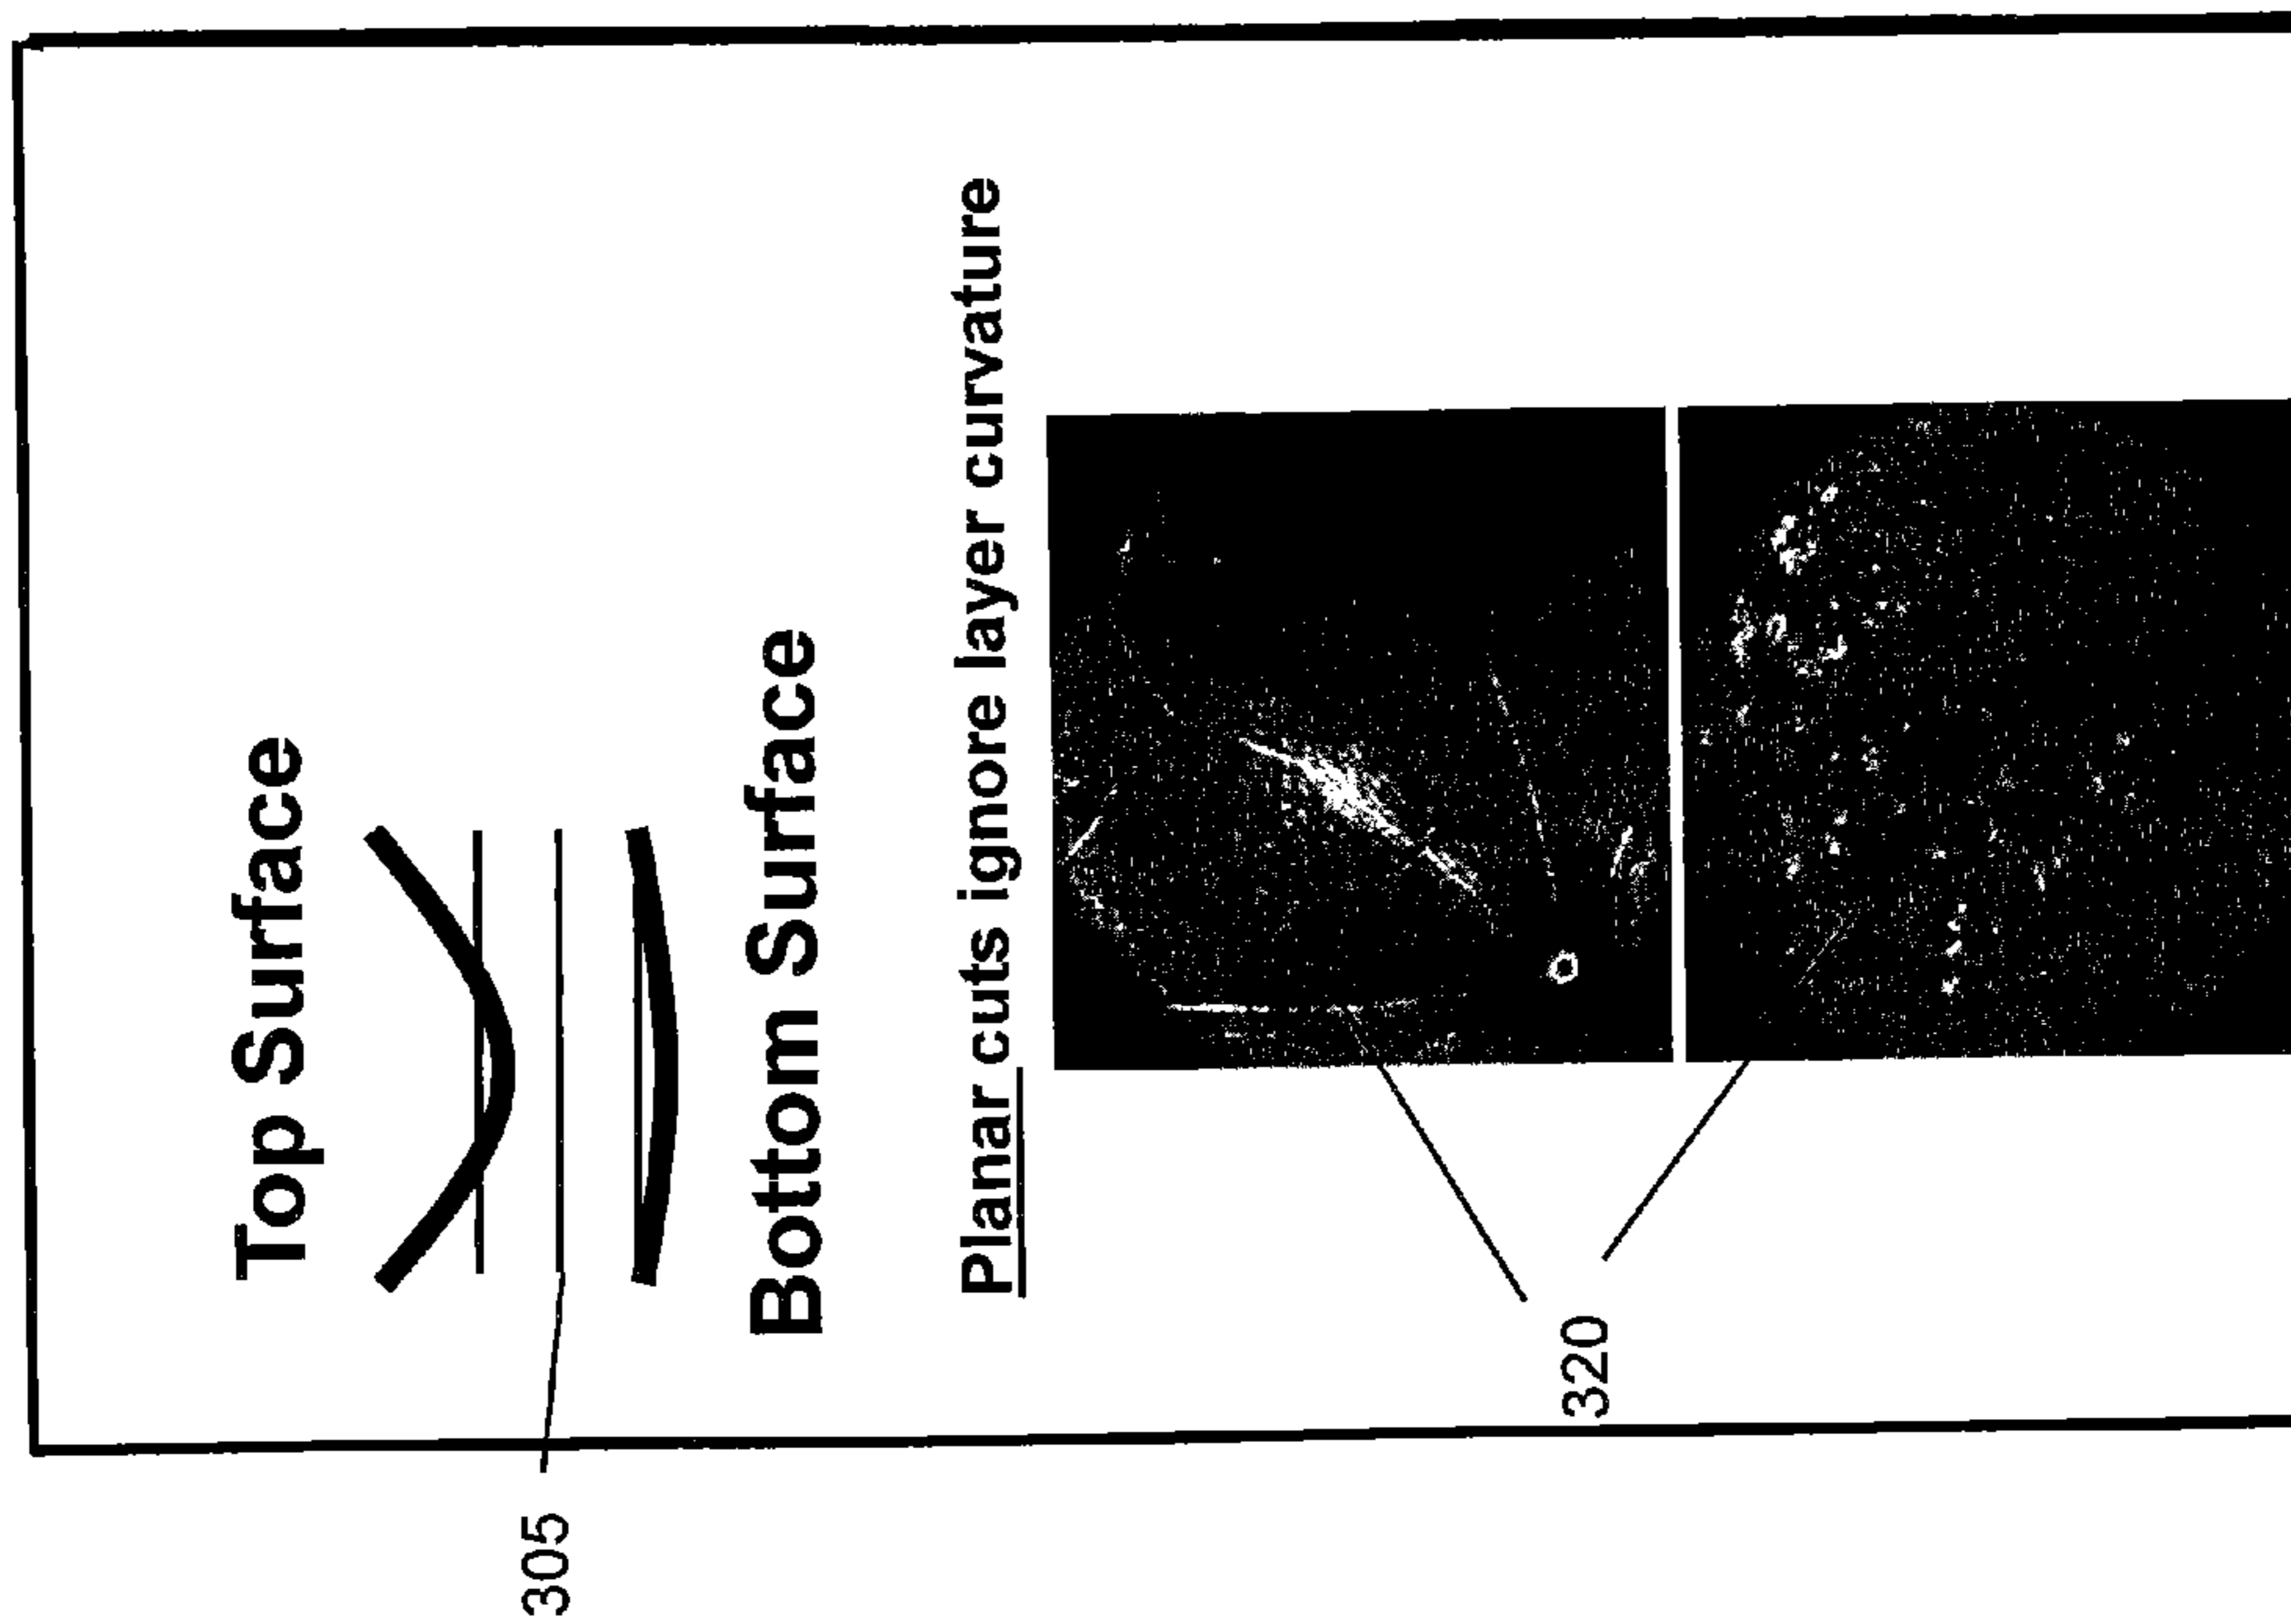 Top Surface
305
Bottom Surface
Planar cuts ignore layer curvature
320